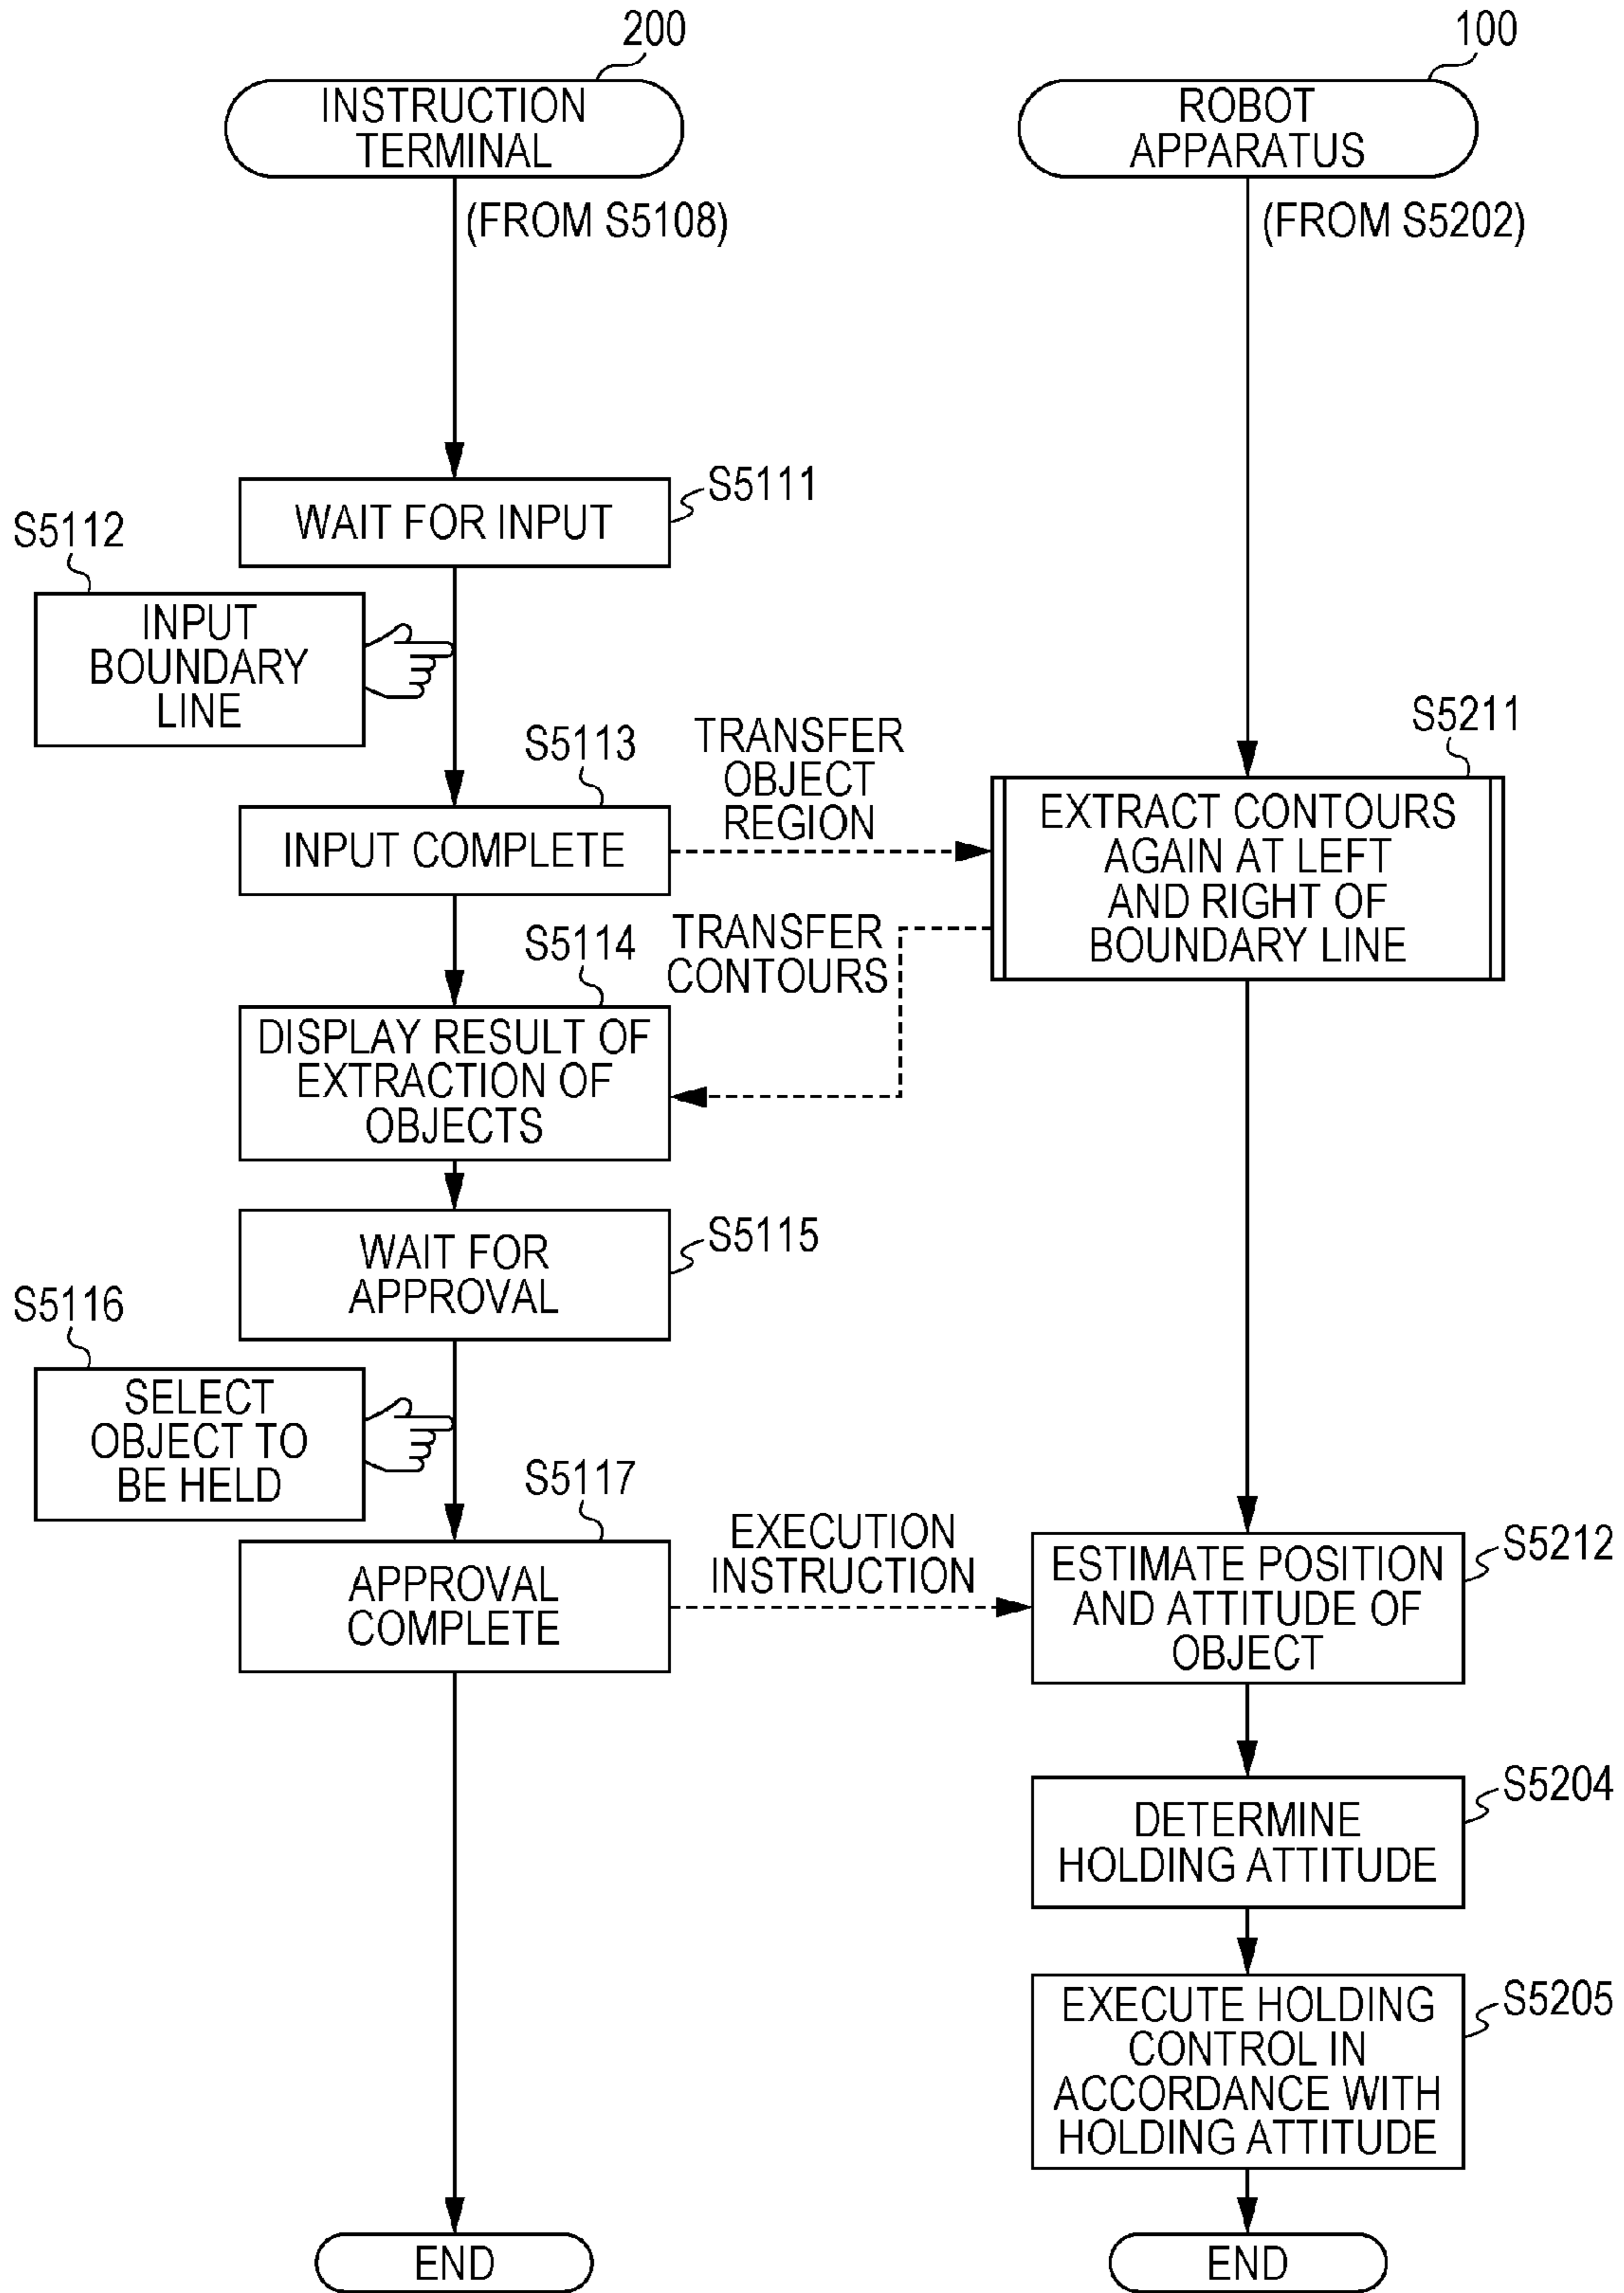 200
INSTRUCTION
TERMINAL
(FROM S5108)
100
ROBOT
APPARATUS
(FROM S5202)
S5111
WAIT FOR INPUT
S5112
INPUT
BOUNDARY
LINE
S5113
INPUT COMPLETE
TRANSFER
OBJECT
REGION
S5211
EXTRACT CONTOURS
AGAIN AT LEFT
AND RIGHT OF
BOUNDARY LINE
TRANSFER
CONTOURS
S5114
DISPLAY RESULT OF
EXTRACTION OF
OBJECTS
S5115
WAIT FOR
APPROVAL
S5116
SELECT
OBJECT TO
BE HELD
S5117
APPROVAL
COMPLETE
EXECUTION
INSTRUCTION
S5212
ESTIMATE POSITION
AND ATTITUDE OF
OBJECT
S5204
DETERMINE
HOLDING ATTITUDE
S5205
EXECUTE HOLDING
CONTROL IN
ACCORDANCE WITH
HOLDING ATTITUDE
END
END